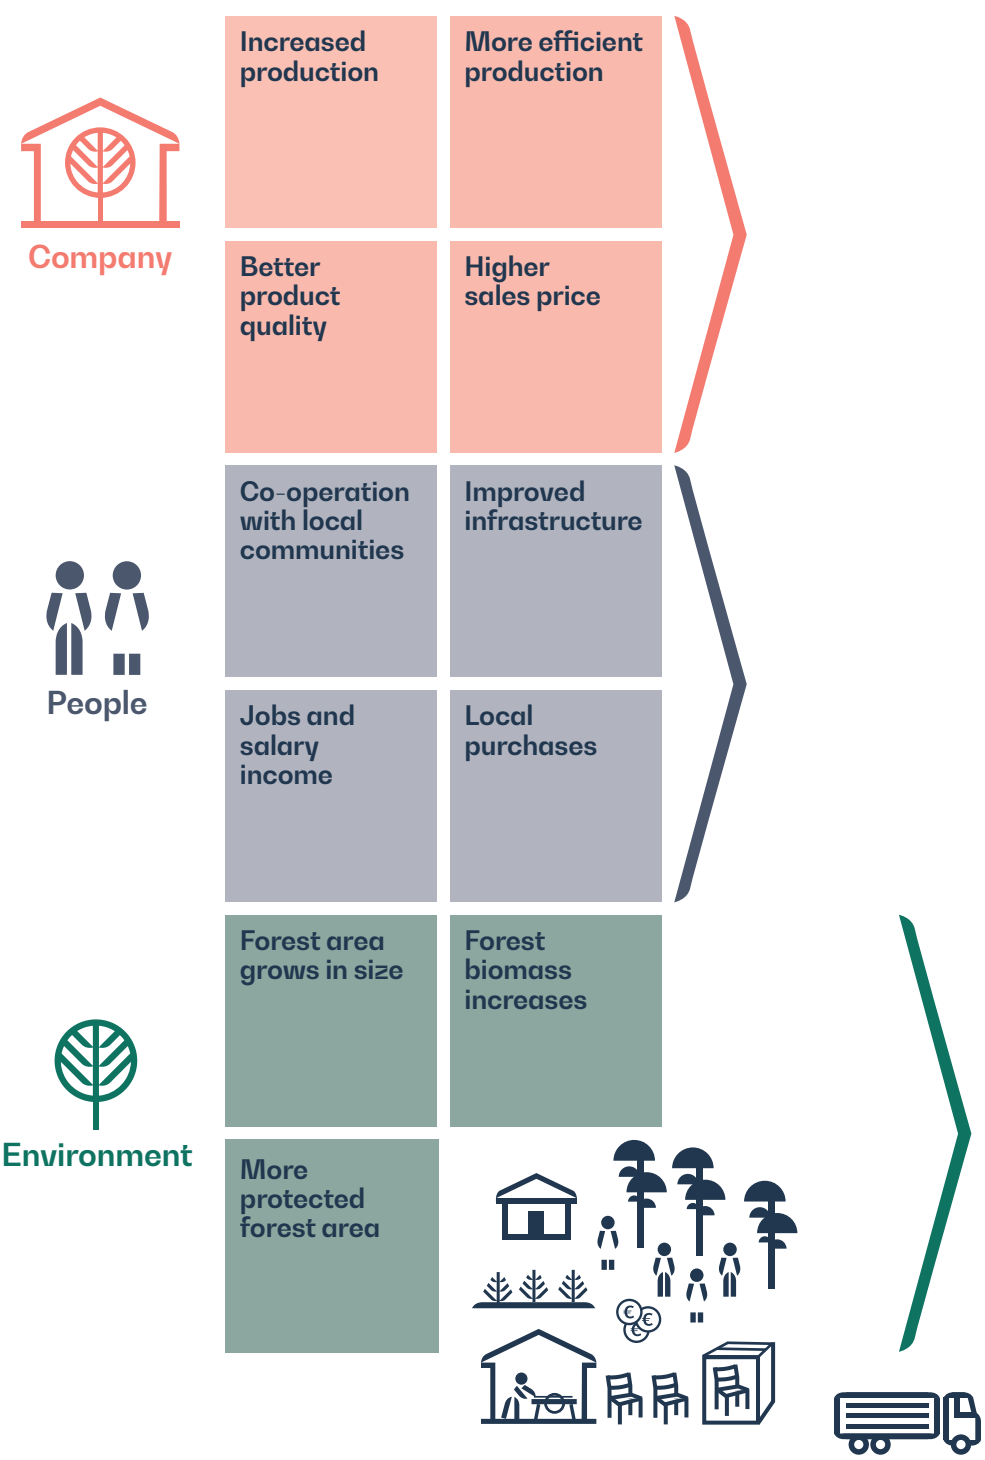 Increased
production
More efficient
production
Company
Better
product
quality
Higher
sales price
Co-operation
with local
communities
Improved
infrastructure
People
Jobs and
salary
income
Local
purchases
Forest area
grows in size
Forest
biomass
increases
Environment
More
protected
forest area
€
€
€